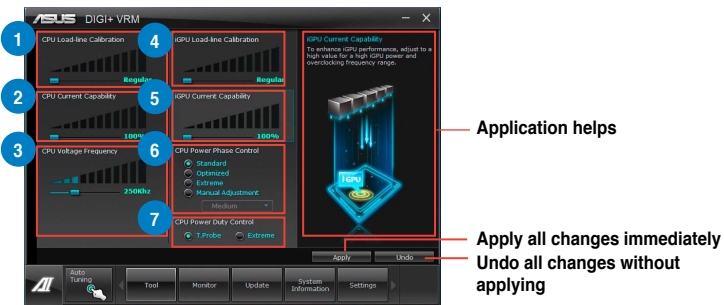 ASUS DIGI+ VRM
1
CPU Load-line Calibration
Regular
4
iGPU Load-line Calibration
Regular
2
CPU Current Capability
100%
5
iGPU Current Capability
100%
3
CPU Voltage Frequency
250Khz
6
CPU Power Phase Control
Standard
Optimized
Extreme
Manual Adjustment
Medium
7
CPU Power Duty Control
T.Probe Extreme
iGPU Current Capability
To enhance iGPU performance, adjust to a
high value for a high iGPU power and
overclocking frequency range.
iGPU
Apply Undo
Auto
Tuning
Tool
Monitor
Update
System
Information
Settings
Application helps
Apply all changes immediately
Undo all changes without
applying